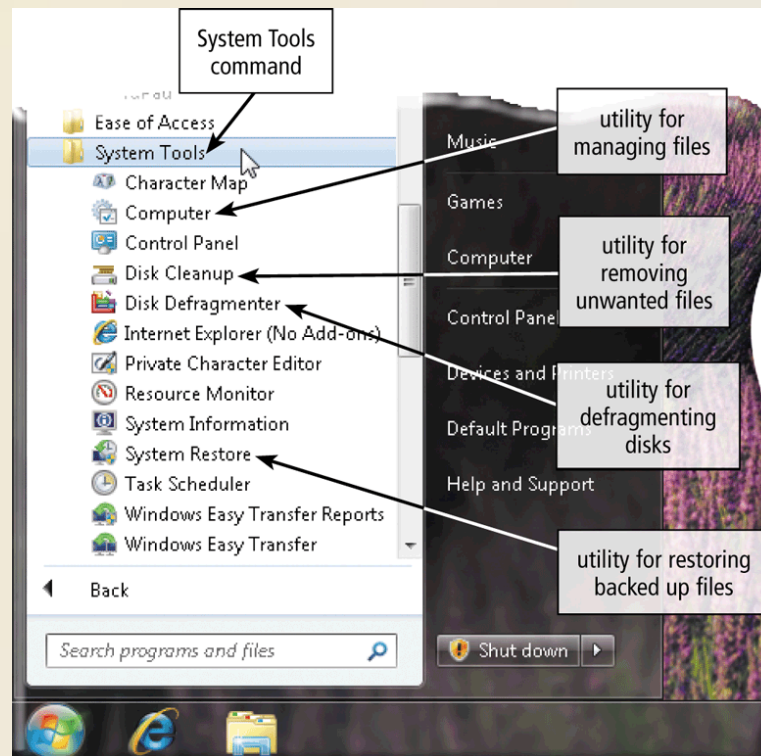 System Tools
command
Ease of Access
System Tools
Character Map
Computer
Control Panel
Disk Cleanup
Disk Defragmenter
Internet Explorer (No Add-ons)
Private Character Editor
Resource Monitor
System Information
System Restore
Task Scheduler
Windows Easy Transfer Reports
Windows Easy Transfer
Back
Search programs and files
Music
Games
Computer
Control Panel
Devices and Printers
Default Programs
Help and Support
Shut down
utility for
managing files
utility for
removing
unwanted files
utility for
defragmenting
disks
utility for restoring
backed up files